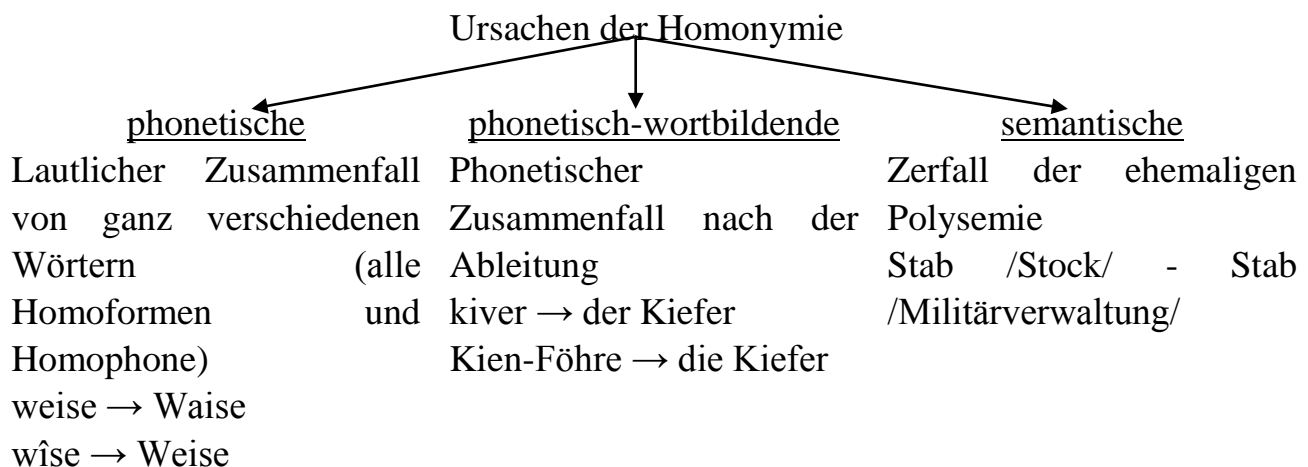 Ursachen der Homonymie
phonetische
Lautlicher Zusammenfall
von ganz verschiedenen
Wörtern (alle
Homoformen und
Homophone)
weise → Waise
wîse → Weise
phonetisch-wortbildende
Phonetischer
Zusammenfall nach der
Ableitung
kiver → der Kiefer
Kien-Föhre → die Kiefer
semantische
Zerfall der ehemaligen
Polysemie
Stab /Stock/ - Stab
/Militärverwaltung/